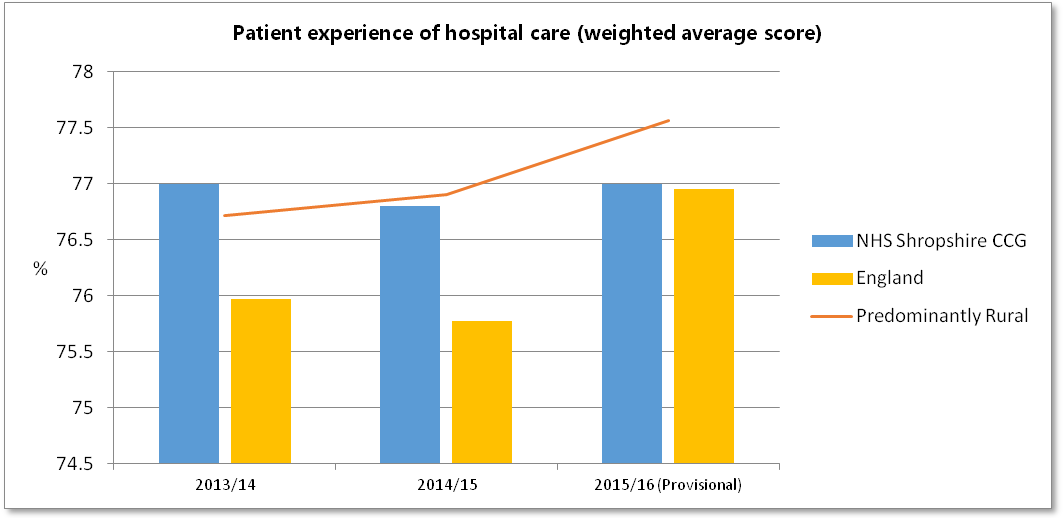 Patient experience of hospital care (weighted average score)
78
77.5
77
76.5
76
75.5
75
74.5
%
2013/14
2014/15
2015/16 (Provisional)
NHS Shropshire CCG
England
Predominantly Rural